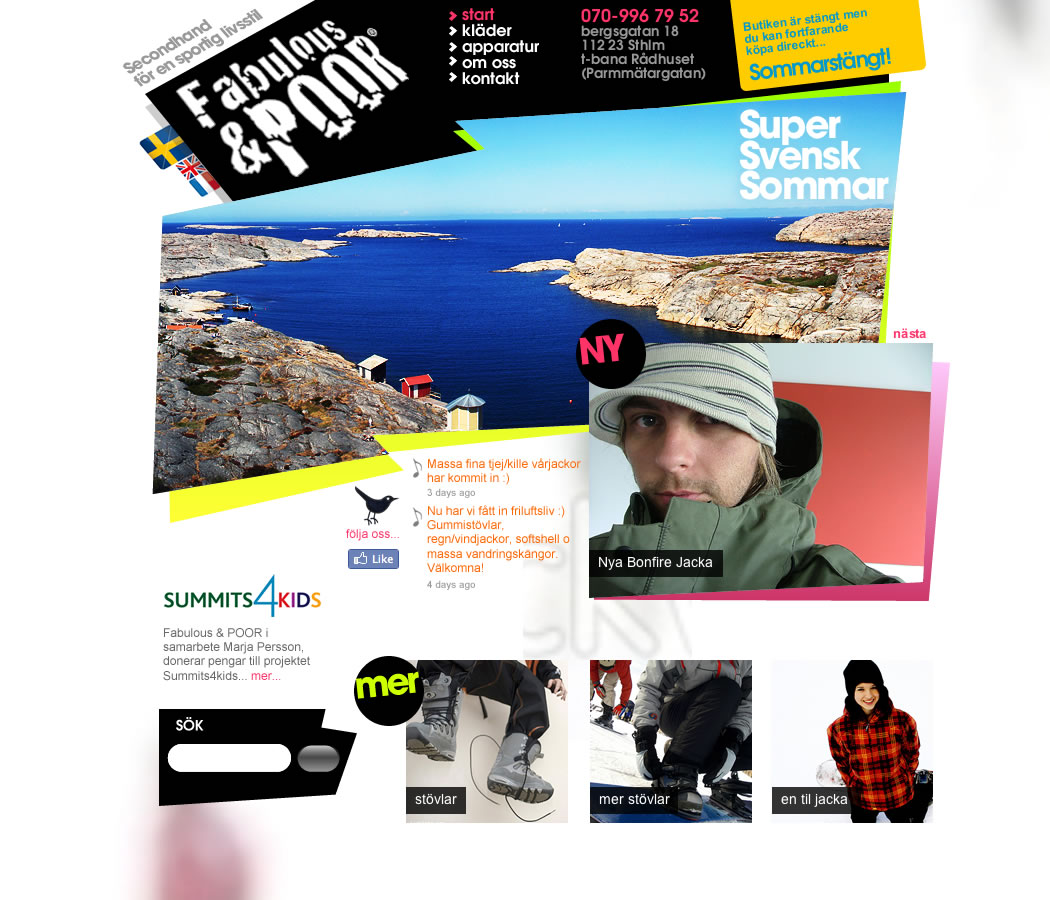 Secondhand
för en sportig livsstil
Fabulous
& POOR®
start
kläder
apparatur
om oss
kontakt
070-996 79 52
bergsgatan 18
112 23 Sthlm
t-bana Rådhuset
(Parmmätargatan)
Butiken är stängt men
du kan fortfarande
köpa direckt...
Sommarstängt!
Super
Svensk
Sommar
nästa
NY
Nya Bonfire Jacka
Massa fina tjej/kille vårjackor
har kommit in :)
3 days ago
Nu har vi fått in friluftsliv :)
Gummistövlar,
regn/vindjackor, softshell o
massa vandringskängor.
Välkomna!
4 days ago
följa oss...
Like
SUMMITS4KIDS
Fabulous & POOR i
samarbete Marja Persson,
donerar pengar till projektet
Summits4kids... mer...
SÖK
mer
stövlar
mer stövlar
en til jacka